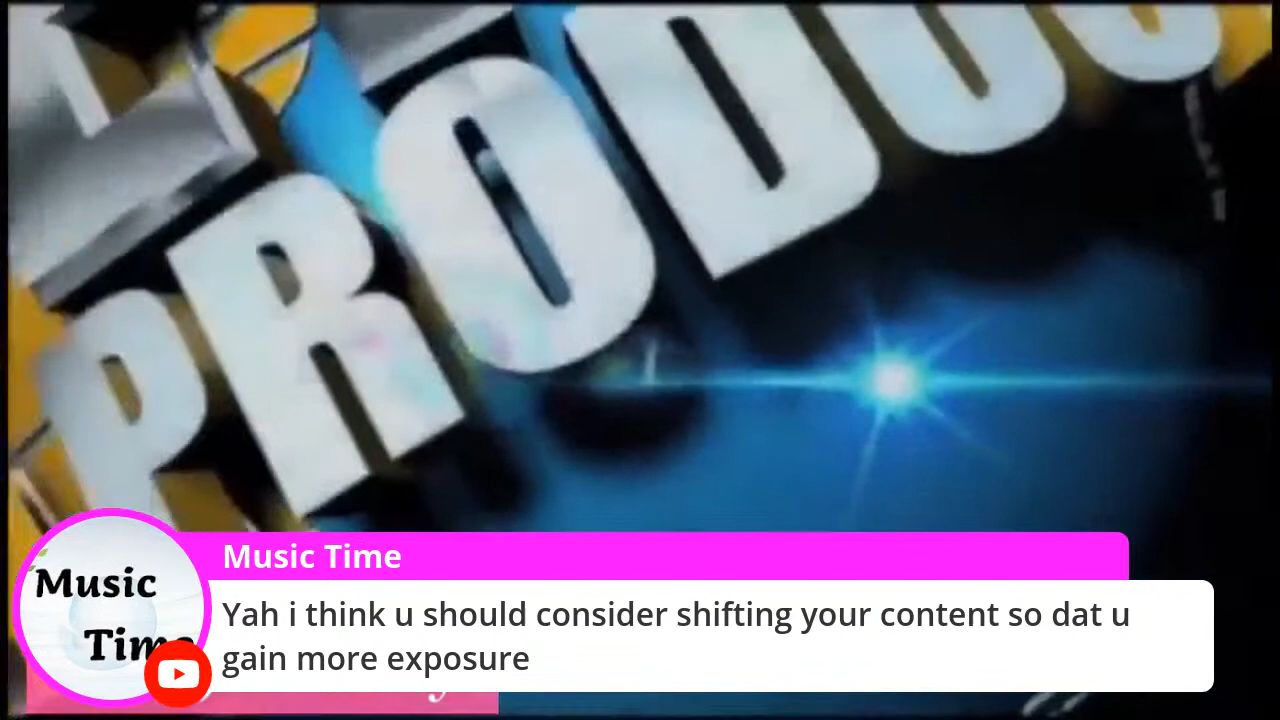 PRODUC
Music Time
Music
Time
Yah i think u should consider shifting your content so dat u
gain more exposure